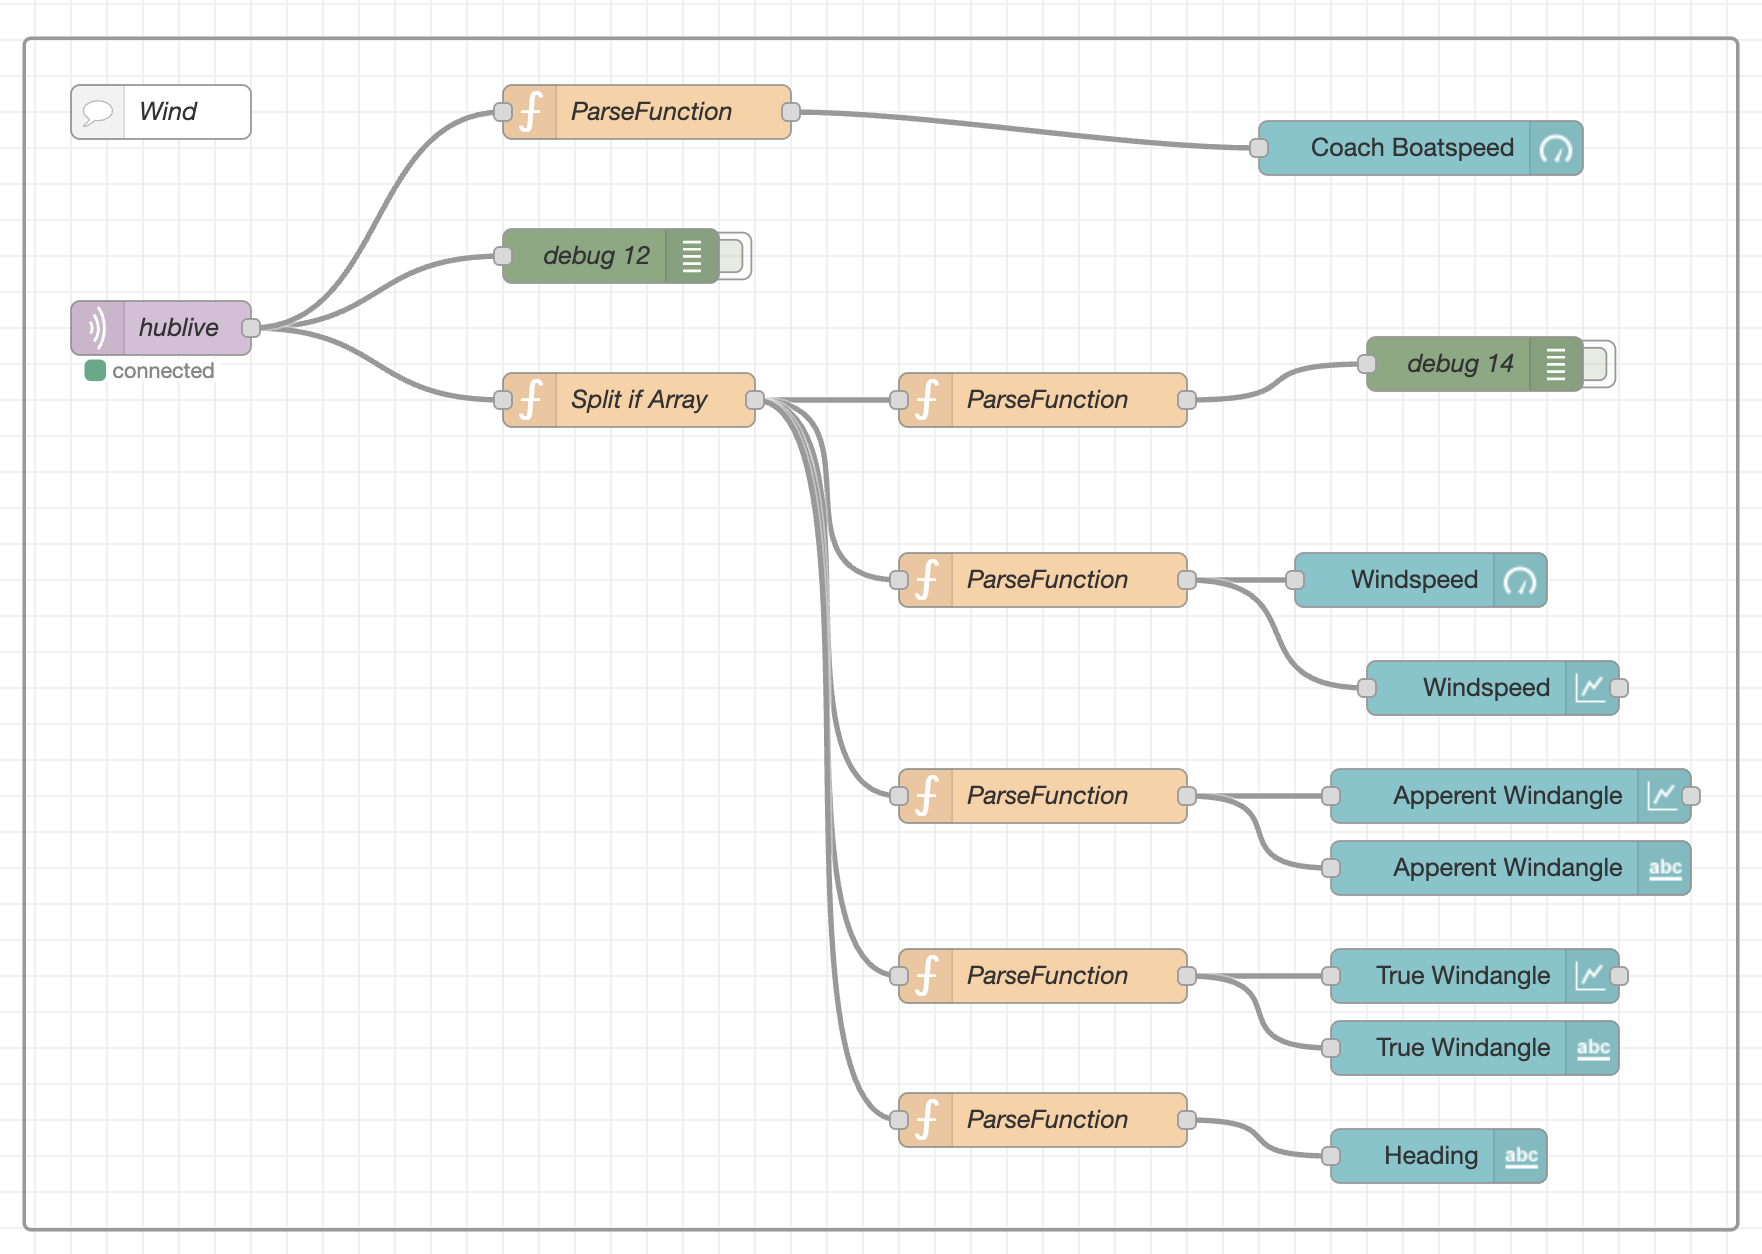 Wind
ParseFunction
Coach Boatspeed
debug 12
hublive
connected
debug 14
Split if Array
ParseFunction
ParseFunction
Windspeed
Windspeed
ParseFunction
Apperent Windangle
Apperent Windangle
abc
ParseFunction
True Windangle
True Windangle
abc
ParseFunction
Heading
abc